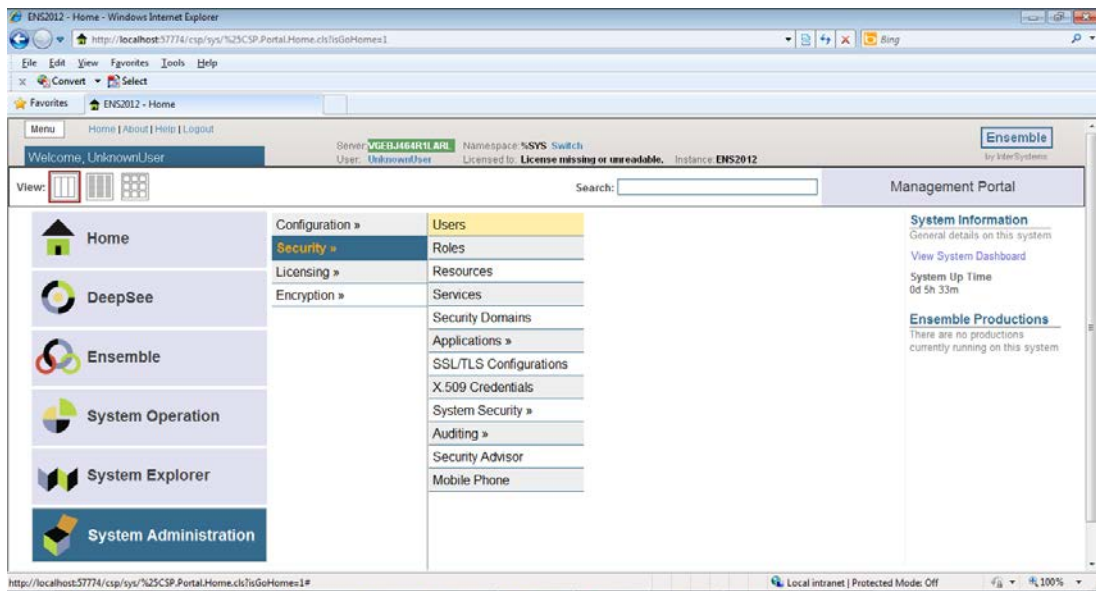 ENS2012 - Home - Windows Internet Explorer
http://localhost:57774/csp/sys/%25CSP.Portal.Home.cls?isGoHome=1
Bing
File Edit View Favorites Tools Help
x Convert Select
Favorites ENS2012 - Home
Menu Home | About | Help | Logout
Server: VGEBJ464R1LARL Namespace: %SYS Switch
Welcome, UnknownUser
User: UnknownUser Licensed to: License missing or unreadable. Instance: ENS2012
Ensemble
by InterSystems
View:
Search:
Management Portal
Home
DeepSee
Ensemble
System Operation
System Explorer
System Administration
Configuration »
Security »
Licensing »
Encryption »
Users
Roles
Resources
Services
Security Domains
Applications »
SSL/TLS Configurations
X.509 Credentials
System Security »
Auditing »
Security Advisor
Mobile Phone
System Information
General details on this system
View System Dashboard
System Up Time
0d 5h 33m
Ensemble Productions
There are no productions
currently running on this system
http://localhost:57774/csp/sys/%25CSP.Portal.Home.cls?isGoHome=1#
Local intranet | Protected Mode: Off
100%